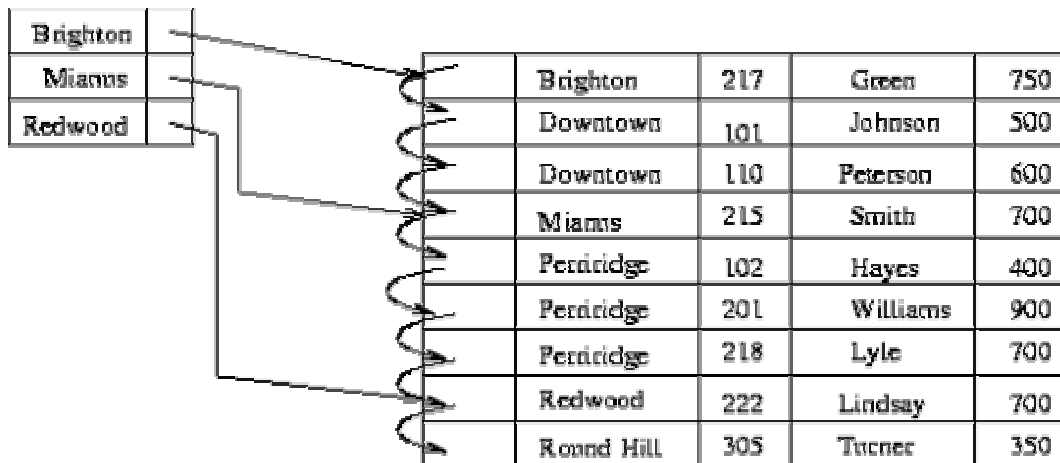 Brighton
Mianus
Redwood
Brighton 217 Green 750
Downtown 101 Johnson 500
Downtown 110 Peterson 600
Mianus 215 Smith 700
Perriridge 102 Hayes 400
Perriridge 201 Williams 900
Perriridge 218 Lyle 700
Redwood 222 Lindsay 700
Round Hill 305 Turner 350